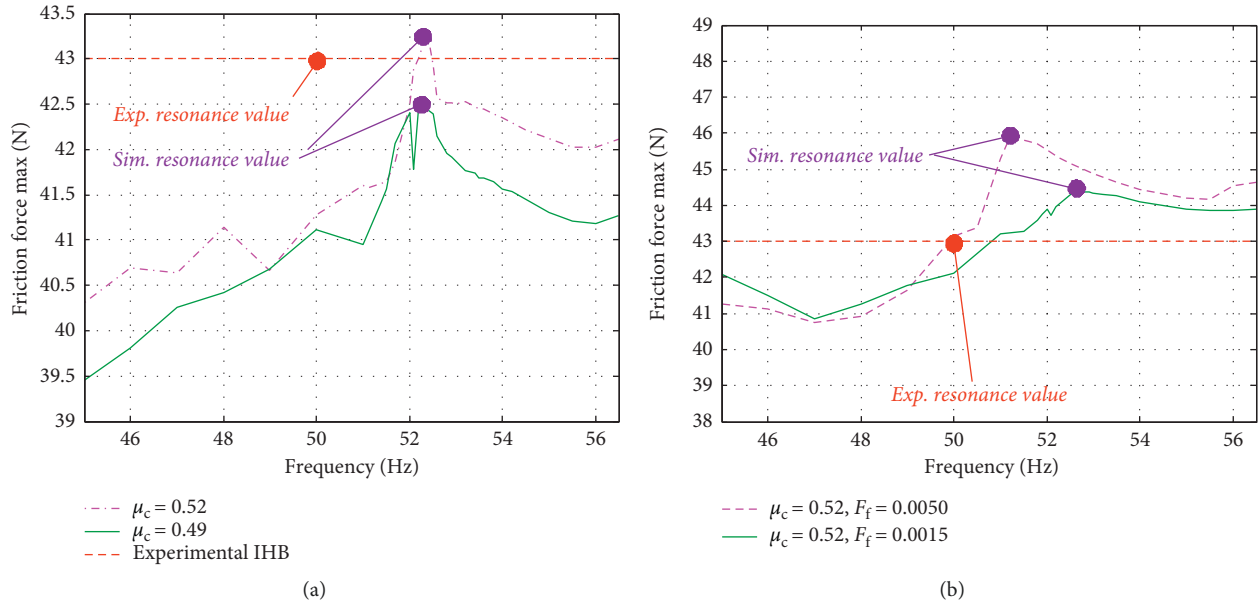 43.5
43
42.5
42
41.5
41
40.5
40
39.5
39
Friction force max (N)
Exp. resonance value
Sim. resonance value
46 48 50 52 54 56
Frequency (Hz)
μc = 0.52
μc = 0.49
Experimental IHB
(a)
49
48
47
46
45
44
43
42
41
40
39
38
Friction force max (N)
Sim. resonance value
Exp. resonance value
46 48 50 52 54 56
Frequency (Hz)
μc = 0.52, Ff = 0.0050
μc = 0.52, Ff = 0.0015
(b)